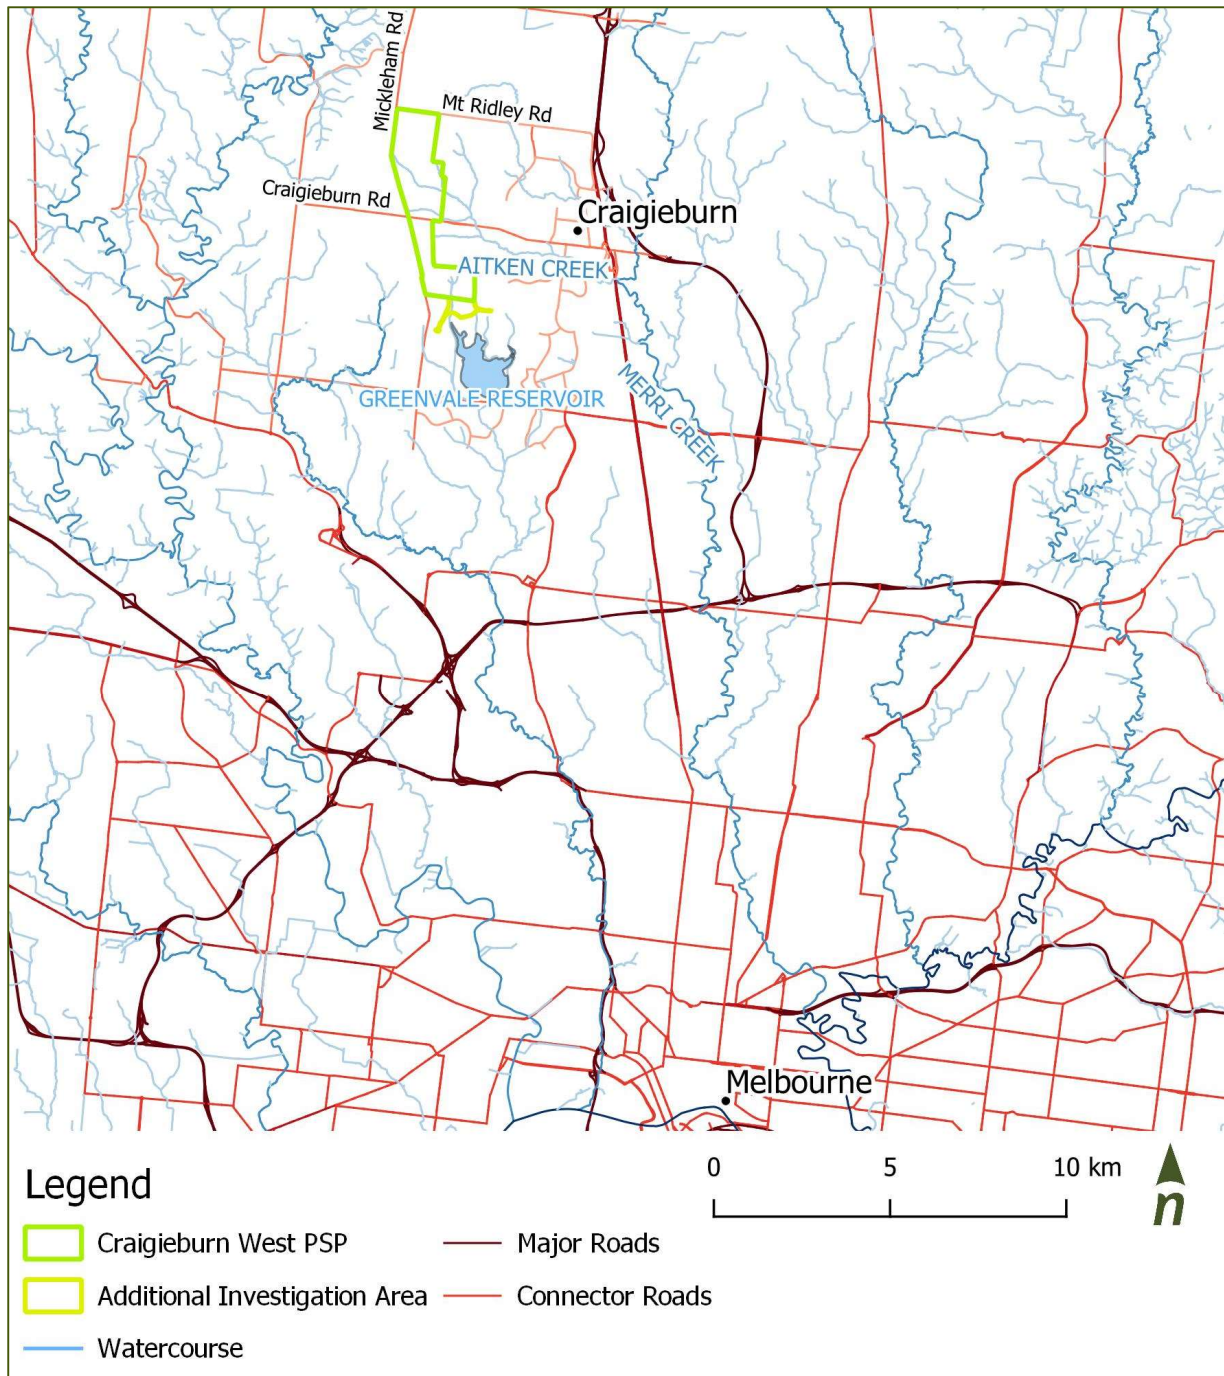 Mickleham Rd
Mt Ridley Rd
Craigieburn Rd
Craigieburn
AITKEN CREEK
GREENVALE RESERVOIR
MERRI CREEK
Melbourne
0 5 10 km
n
Legend
Craigieburn West PSP
Major Roads
Additional Investigation Area
Connector Roads
Watercourse